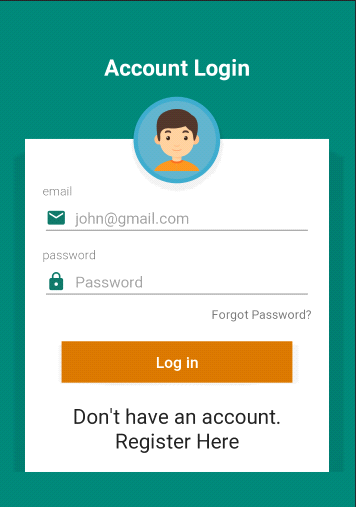 Account Login
email
john@gmail.com
password
Password
Forgot Password?
Log in
Don't have an account.
Register Here